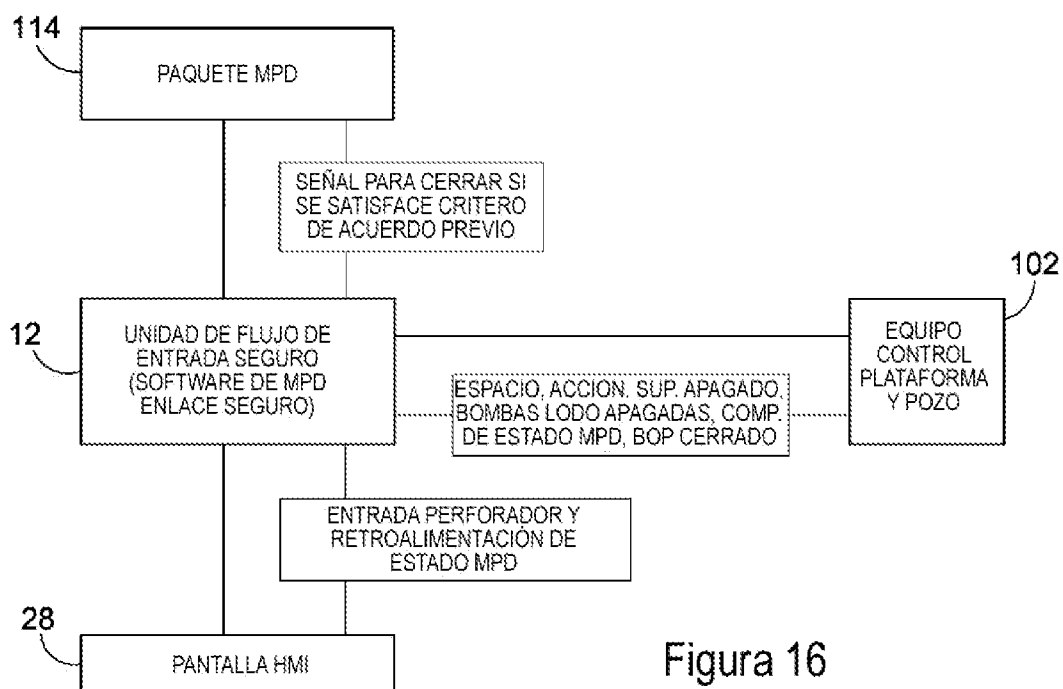 114
PAQUETE MPD
SEÑAL PARA CERRAR SI
SE SATISFACE CRITERO
DE ACUERDO PREVIO
12
UNIDAD DE FLUJO DE
ENTRADA SEGURO
(SOFTWARE DE MPD
ENLACE SEGURO)
102
EQUIPO
CONTROL
PLATAFORMA
Y POZO
ESPACIO, ACCION. SUP. APAGADO,
BOMBAS LODO APAGADAS, COMP.
DE ESTADO MPD, BOP CERRADO
ENTRADA PERFORADOR Y
RETROALIMENTACIÓN DE
ESTADO MPD
28
PANTALLA HMI
Figura 16